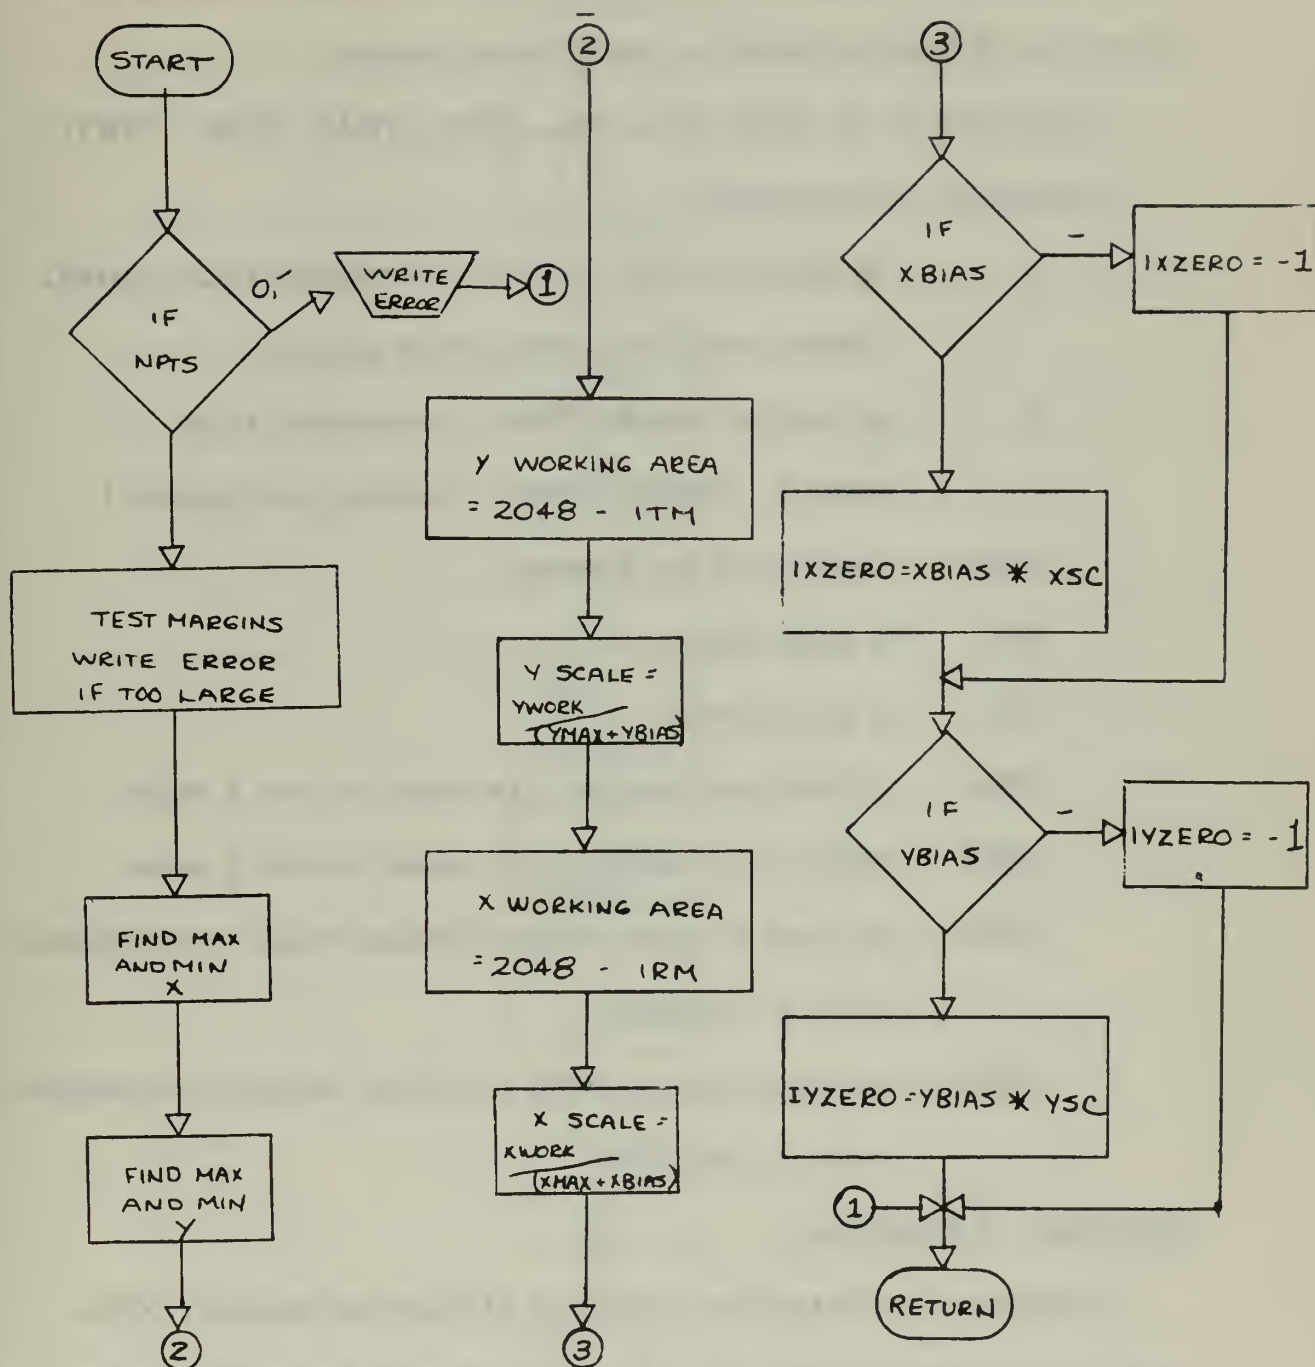 START
IF
NPTS
0,-
WRITE
ERROR
1
TEST MARGINS
WRITE ERROR
IF TOO LARGE
FIND MAX
AND MIN
X
FIND MAX
AND MIN
Y
2
2
Y WORKING AREA
= 2048 - ITM
Y SCALE =
YWORK
(YMAX+YBIAS)
X WORKING AREA
= 2048 - IRM
X SCALE =
XWORK
(XMAX+XBIAS)
3
3
IF
XBIAS
-
IXZERO = -1
IXZERO=XBIAS * XSC
IF
YBIAS
-
IYZERO = -1
IYZERO=YBIAS * YSC
1
RETURN